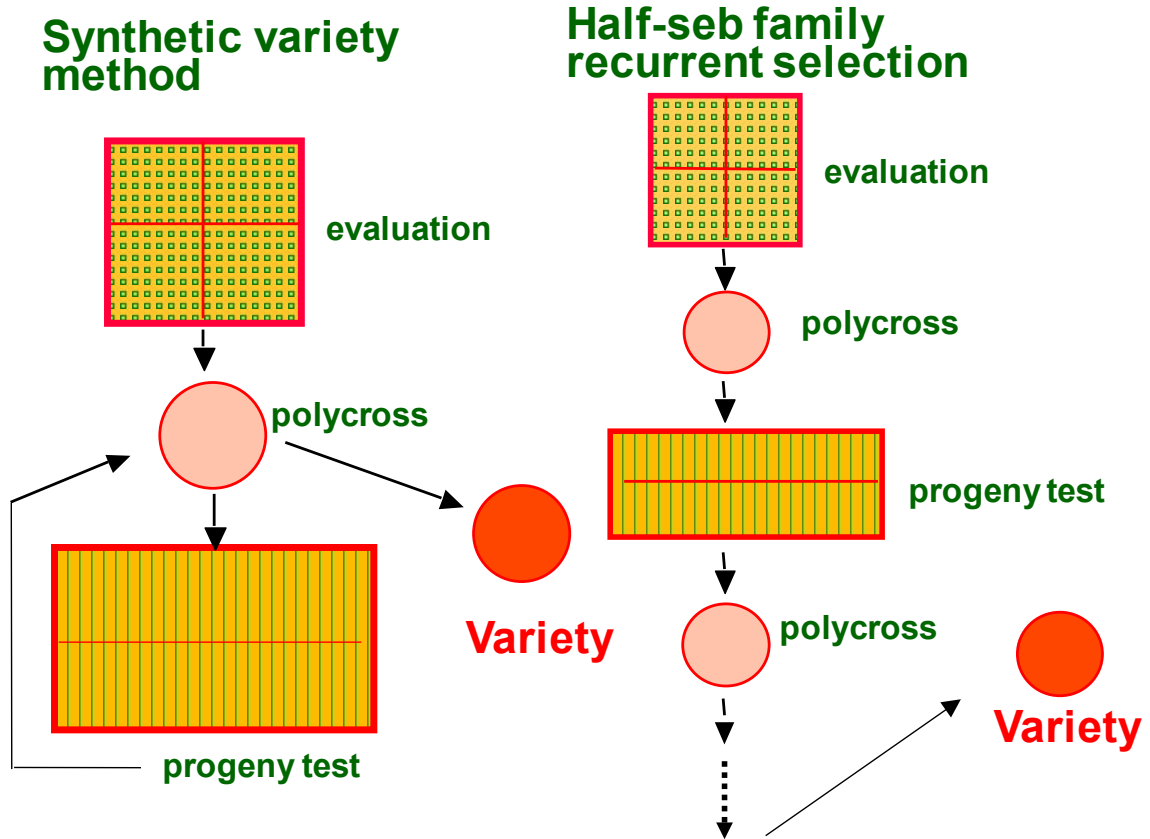 Synthetic variety
method
evaluation
polycross
Variety
progeny test
Half-seb family
recurrent selection
evaluation
polycross
progeny test
polycross
Variety